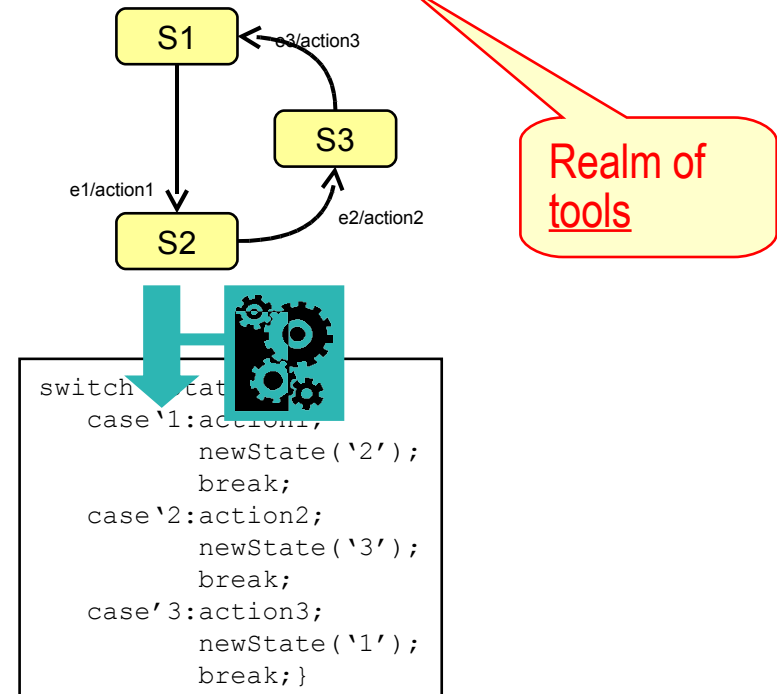 S1
e3/action3
S3
Realm of
tools
e1/action1
e2/action2
S2
switch
case‘1:action1;
newState(‘2’);
break;
case‘2:action2;
newState(‘3’);
break;
case’3:action3;
newState(‘1’);
break;}